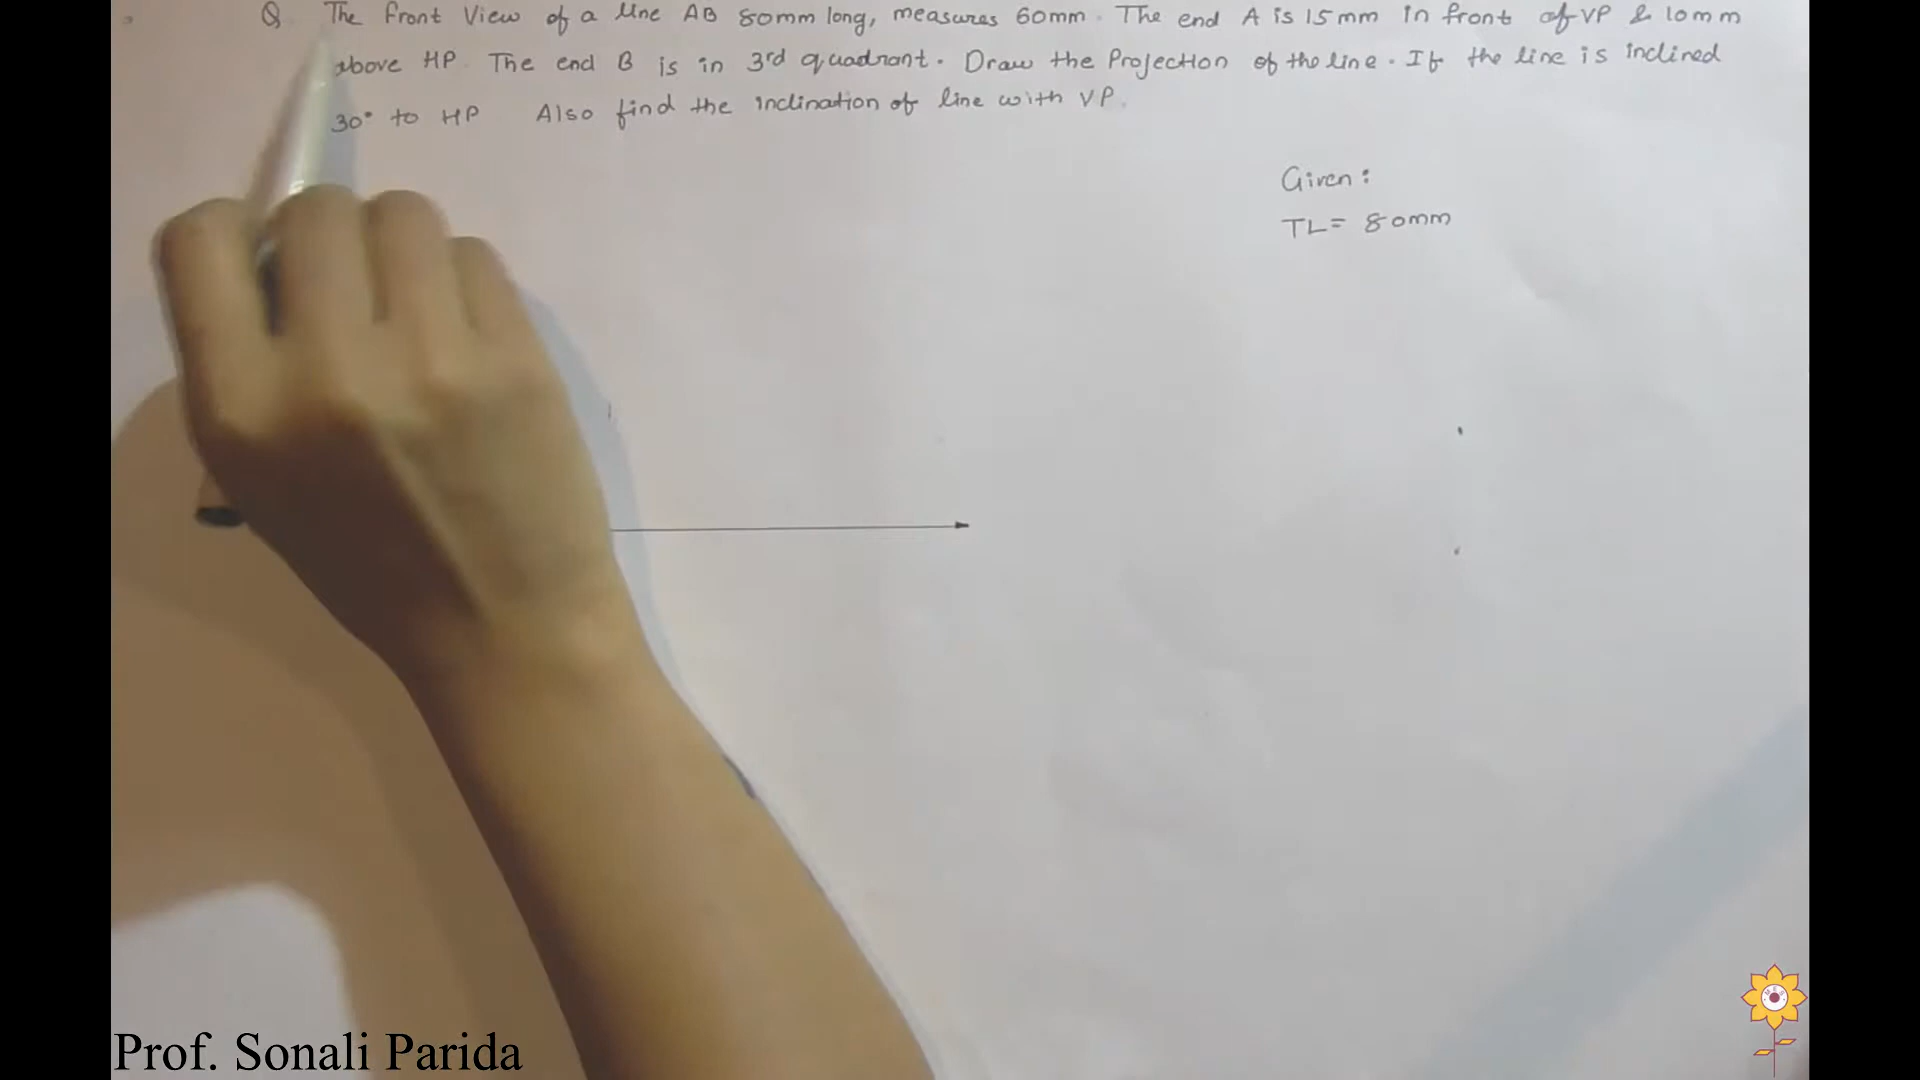 Q. The front View of a line AB 80mm long, measures 60mm. The end A is 15mm in front of VP & 10mm
above HP. The end B is in 3rd quadrant. Draw the Projection of the line. If the line is inclined
30° to HP Also find the inclination of line with VP.
Given:
TL= 80mm
Prof. Sonali Parida